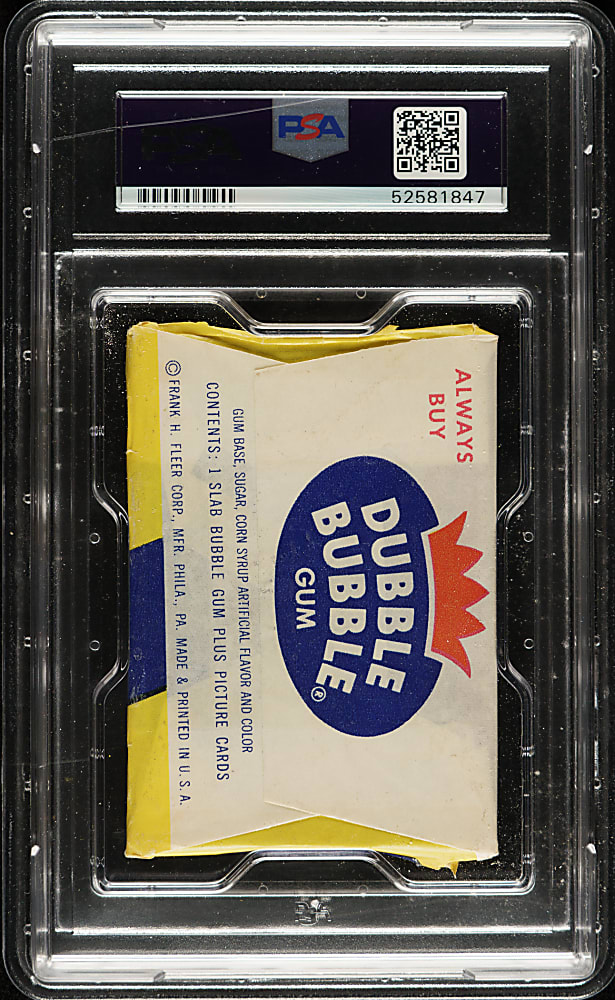 PSA
52581847
ALWAYS
BUY
DUBBLE
BUBBLE
GUM
®
GUM BASE, SUGAR, CORN SYRUP ARTIFICIAL FLAVOR AND COLOR
CONTENTS: 1 SLAB BUBBLE GUM PLUS PICTURE CARDS
© FRANK H. FLEER CORP., MFR. PHILA., PA. MADE & PRINTED IN U.S.A.